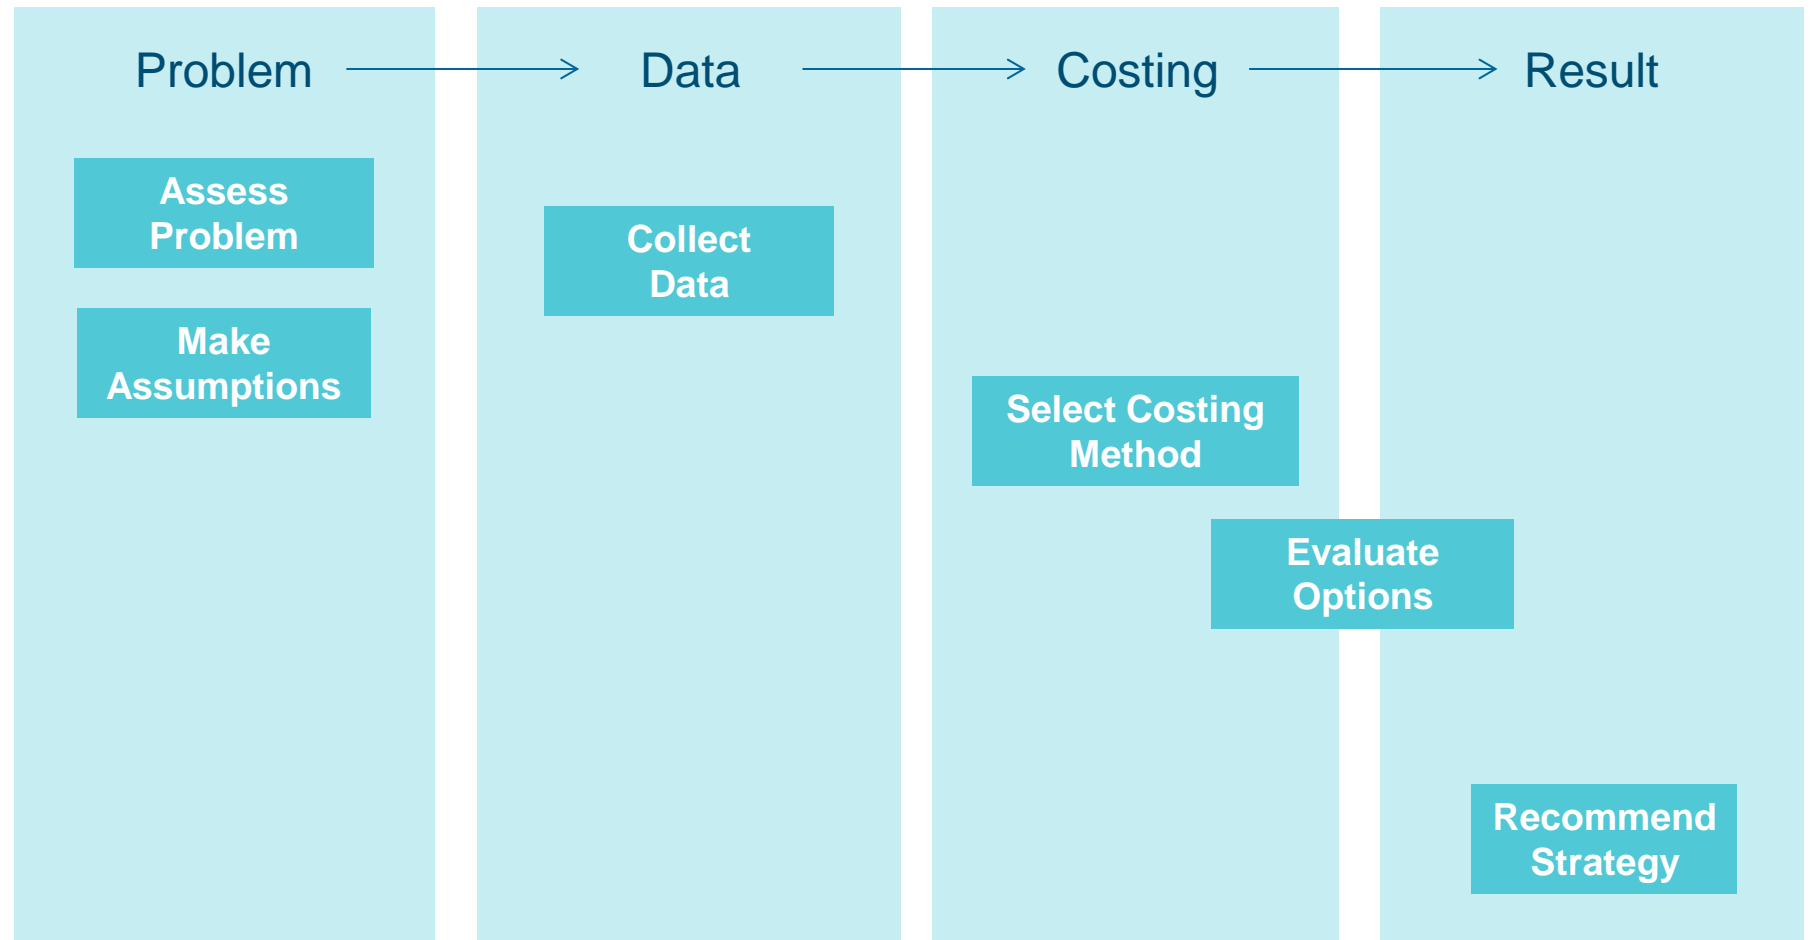 Problem
Data
Costing
Result
Assess
Problem
Make
Assumptions
Collect
Data
Select Costing
Method
Evaluate
Options
Recommend
Strategy